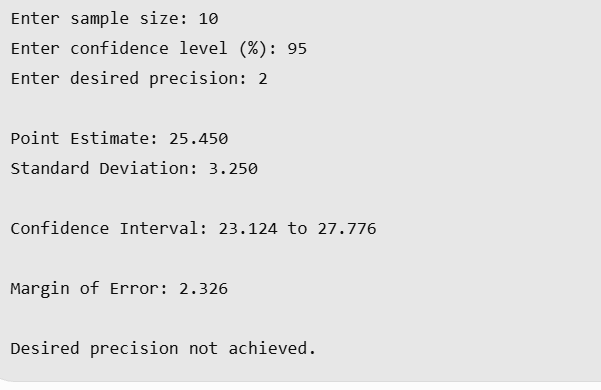 Enter sample size: 10
Enter confidence level (%): 95
Enter desired precision: 2
Point Estimate: 25.450
Standard Deviation: 3.250
Confidence Interval: 23.124 to 27.776
Margin of Error: 2.326
Desired precision not achieved.